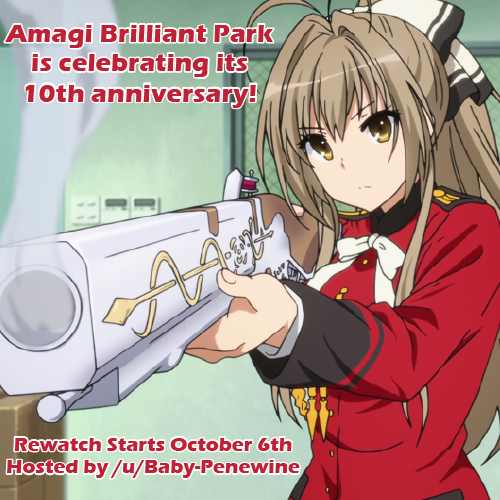 Amagi Brilliant Park
is celebrating its
10th anniversary!
Rewatch Starts October 6th
Hosted by /u/Baby-Penewine